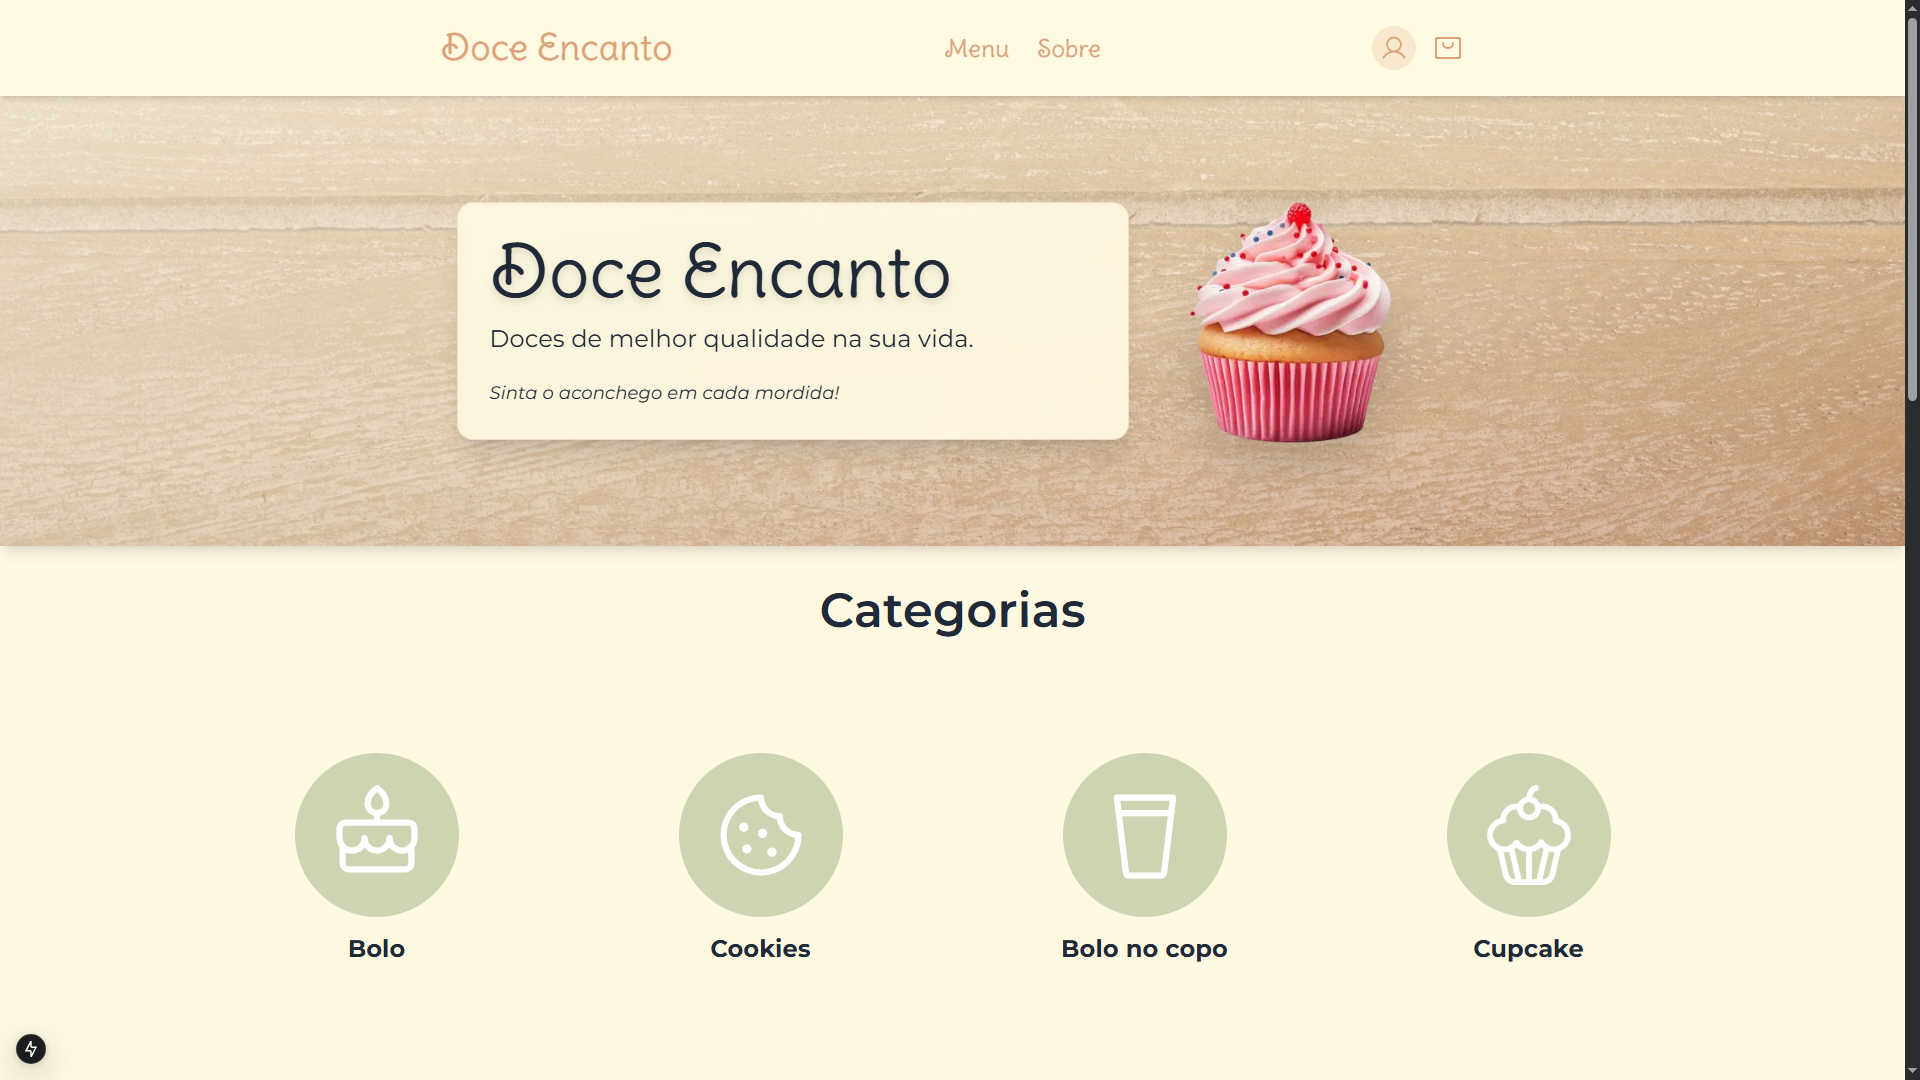 Doce Encanto
Menu Sobre
Doce Encanto
Doces de melhor qualidade na sua vida.
Sinta o aconchego em cada mordida!
Categorias
Bolo
Cookies
Bolo no copo
Cupcake